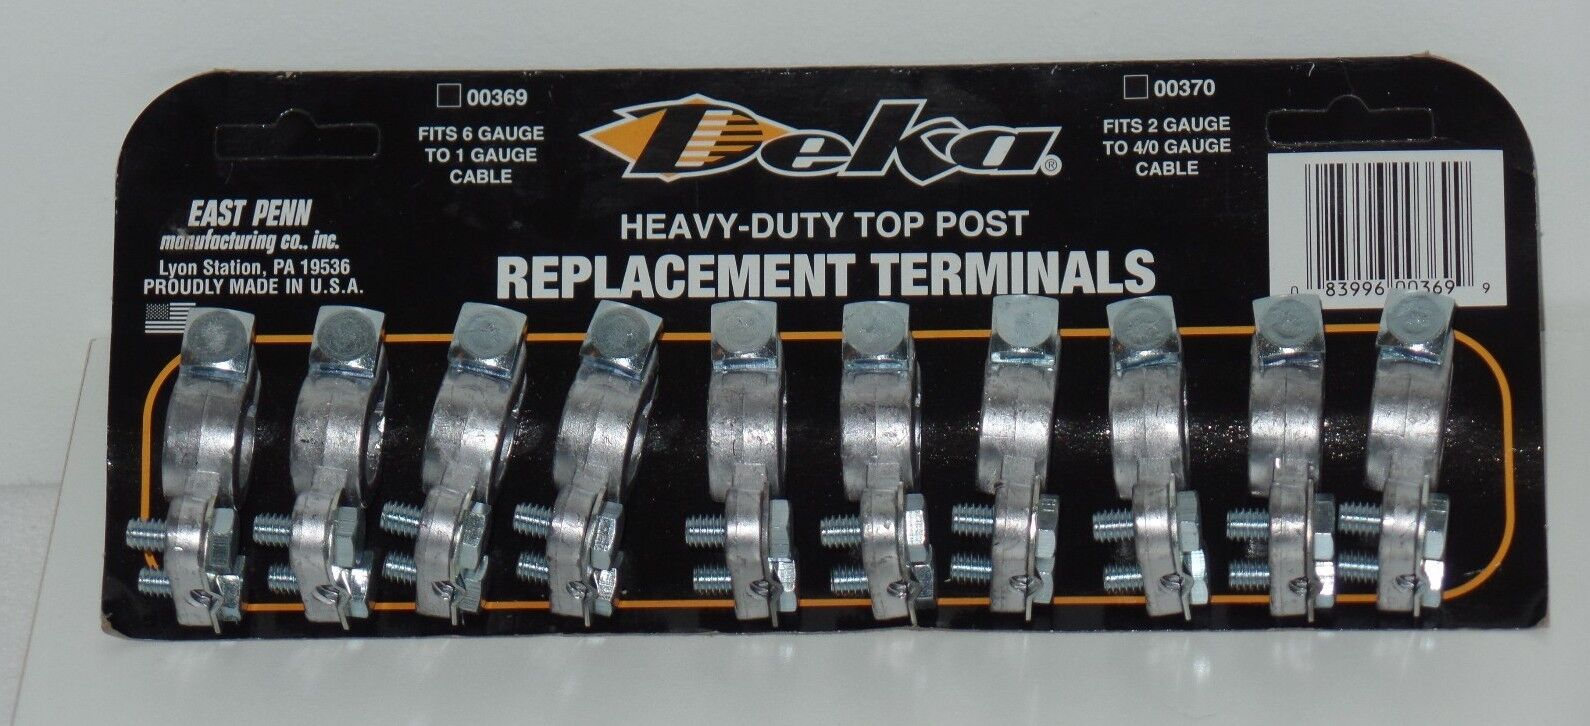 00369
FITS 6 GAUGE
TO 1 GAUGE
CABLE
Deka®
00370
FITS 2 GAUGE
TO 4/0 GAUGE
CABLE
EAST PENN
manufacturing co., inc.
Lyon Station, PA 19536
PROUDLY MADE IN U.S.A.
HEAVY-DUTY TOP POST
REPLACEMENT TERMINALS
0 83996 00369 9